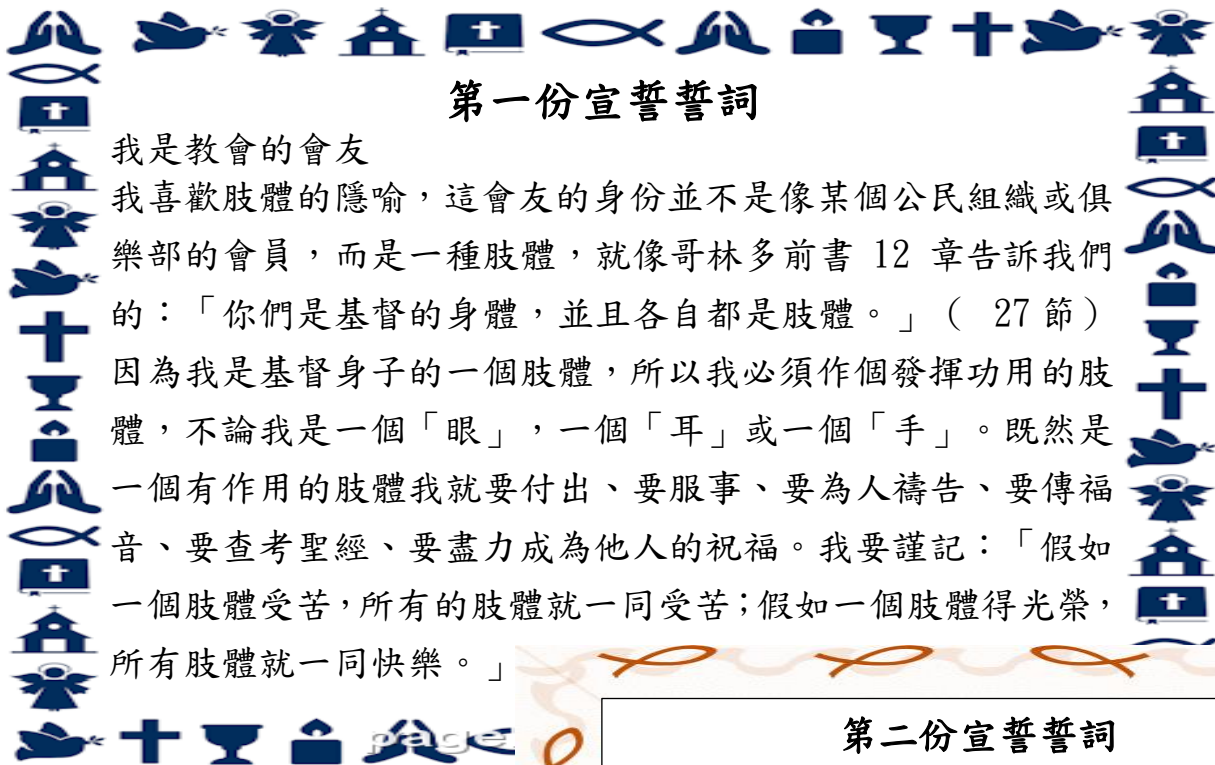 第一份宣誓誓詞
我是教會的會友
我喜歡肢體的隱喻，這會友的身份並不是像某個公民組織或俱
樂部的會員，而是一種肢體，就像哥林多前書 12 章告訴我們
的：「你們是基督的身體，並且各自都是肢體。」（ 27 節）
因為我是基督身子的一個肢體，所以我必須作個發揮功用的肢
體，不論我是一個「眼」，一個「耳」或一個「手」。既然是
一個有作用的肢體我就要付出、要服事、要為人禱告、要傳福
音、要查考聖經、要盡力成為他人的祝福。我要謹記：「假如
一個肢體受苦，所有的肢體就一同受苦；假如一個肢體得光榮，
所有肢體就一同快樂。」
page
第二份宣誓誓詞